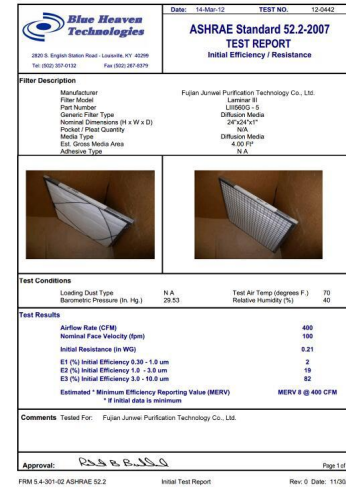 Blue Heaven
Technologies
2820 S. English Station Road - Louisville, KY 40299
Tel: (502) 357-0132 Fax (502) 267-8379
Date: 14-Mar-12 TEST NO. 12-0442
ASHRAE Standard 52.2-2007
TEST REPORT
Initial Efficiency / Resistance
Filter Description
Manufacturer Fujian Junwei Purification Technology Co., Ltd.
Filter Model Laminar III
Part Number LIII560G - 5
Generic Filter Type Diffusion Media
Nominal Dimensions (H x W x D) 24"x24"x1"
Pocket / Pleat Quantity N/A
Media Type Diffusion Media
Est. Gross Media Area 4.00 Ft²
Adhesive Type N A
Test Conditions
Loading Dust Type N A Test Air Temp (degrees F.) 70
Barometric Pressure (In. Hg.) 29.53 Relative Humidity (%) 40
Test Results
Airflow Rate (CFM) 400
Nominal Face Velocity (fpm) 100
Initial Resistance (in WG) 0.21
E1 (%) Initial Efficiency 0.30 - 1.0 um 2
E2 (%) Initial Efficiency 1.0 - 3.0 um 19
E3 (%) Initial Efficiency 3.0 - 10.0 um 82
Estimated * Minimum Efficiency Reporting Value (MERV) MERV 8 @ 400 CFM
* If initial data is minimum
Comments Tested For: Fujian Junwei Purification Technology Co., Ltd.
Approval:
Page 1 of
FRM 5.4-301-02 ASHRAE 52.2 Initial Test Report Rev: 0 Date: 11/30